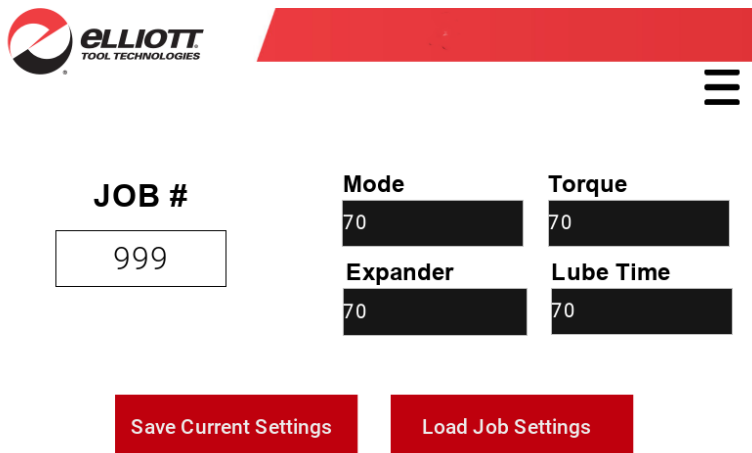 ELLIOTT
TOOL TECHNOLOGIES
®
JOB #
999
Mode
70
Torque
70
Expander
70
Lube Time
70
Save Current Settings
Load Job Settings